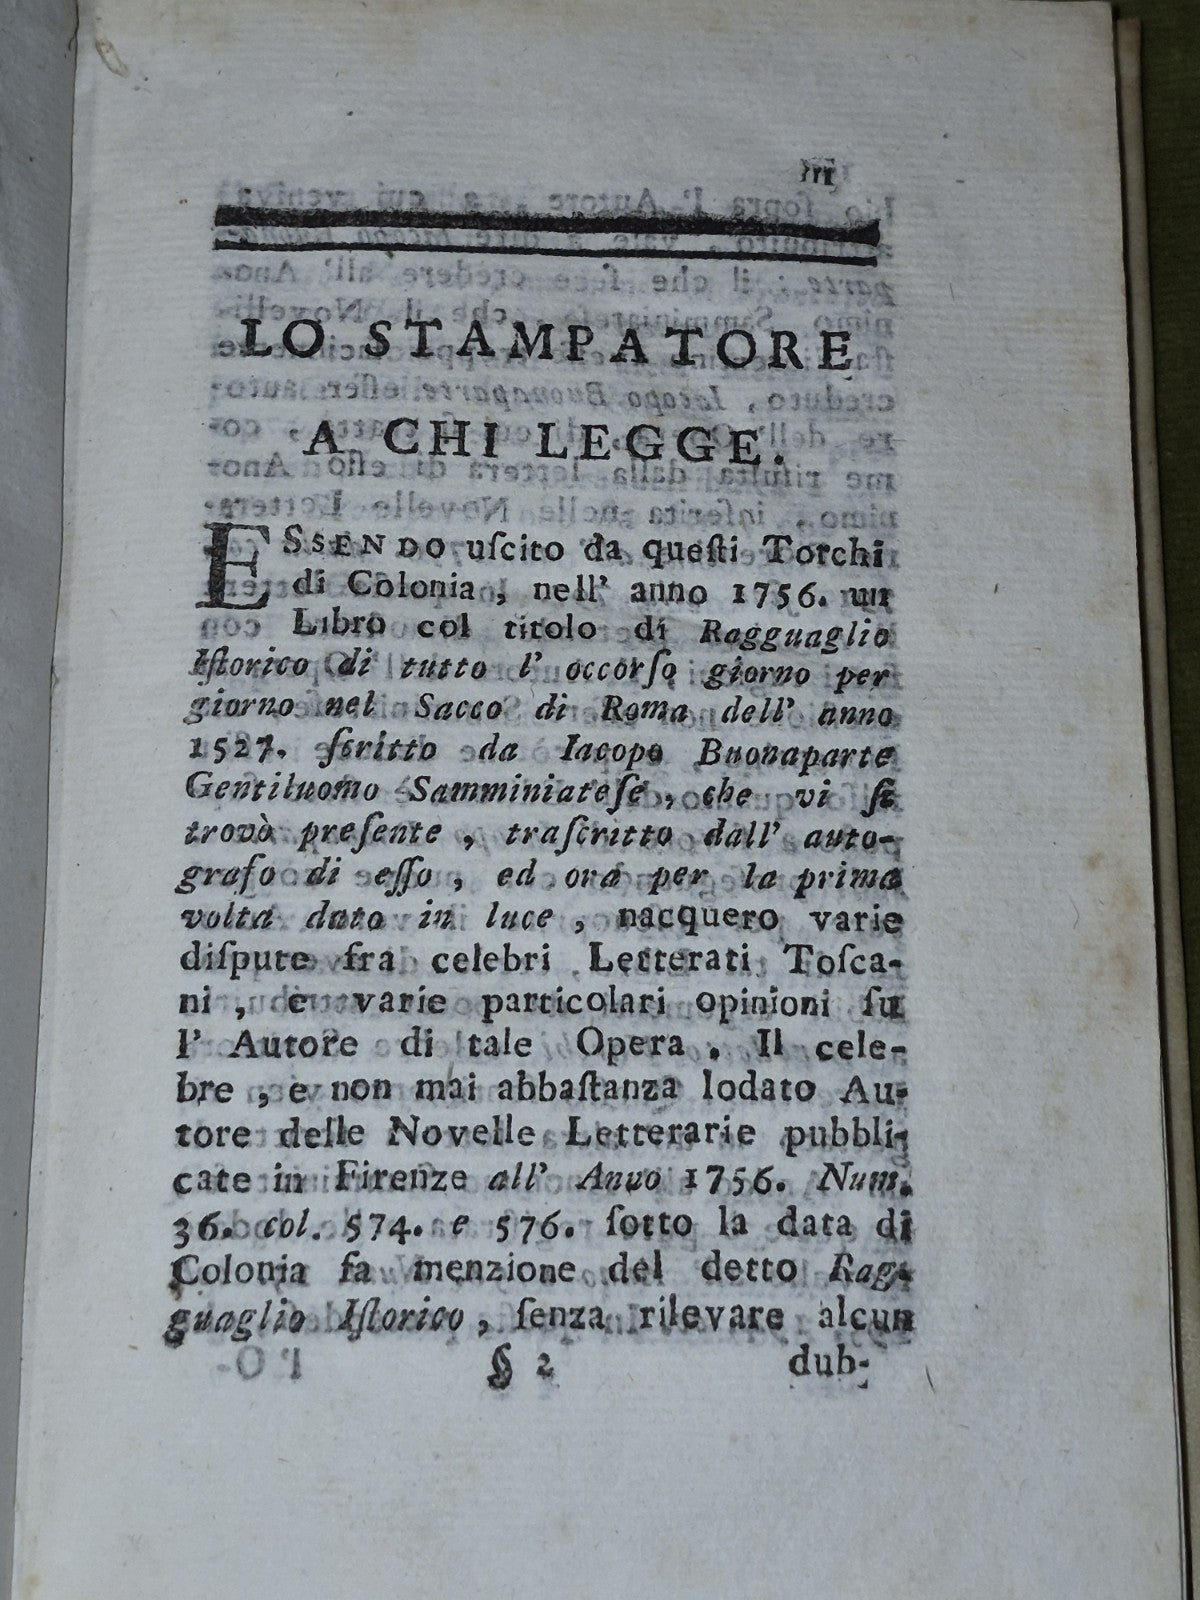 iii
LO STAMPATORE
A CHI LEGGE.
ESSENDO uſcito da queſti Torchi
di Colonia, nell' anno 1756. un
Libro col titolo di Ragguaglio
Iſtorico di tutto l' occorſo giorno per
giorno nel Sacco di Roma dell' anno
1527. ſcritto da Iacopo Buonaparte
Gentiluomo Samminiateſe, che vi ſi
trovò preſente, traſcritto dall' auto-
grafo di eſſo, ed ora per la prima
volta dato in luce, nacquero varie
diſpute fra celebri Letterati Toſca-
ni, e varie particolari opinioni ſu
l' Autore di tale Opera. Il cele-
bre, e non mai abbaſtanza lodato Au-
tore delle Novelle Letterarie pubbli-
cate in Firenze all' Anno 1756. Num.
36. col. 574. e 576. ſotto la data di
Colonia fa menzione del detto Rag-
guaglio Iſtorico, ſenza rilevare alcun
§ 2 dub-